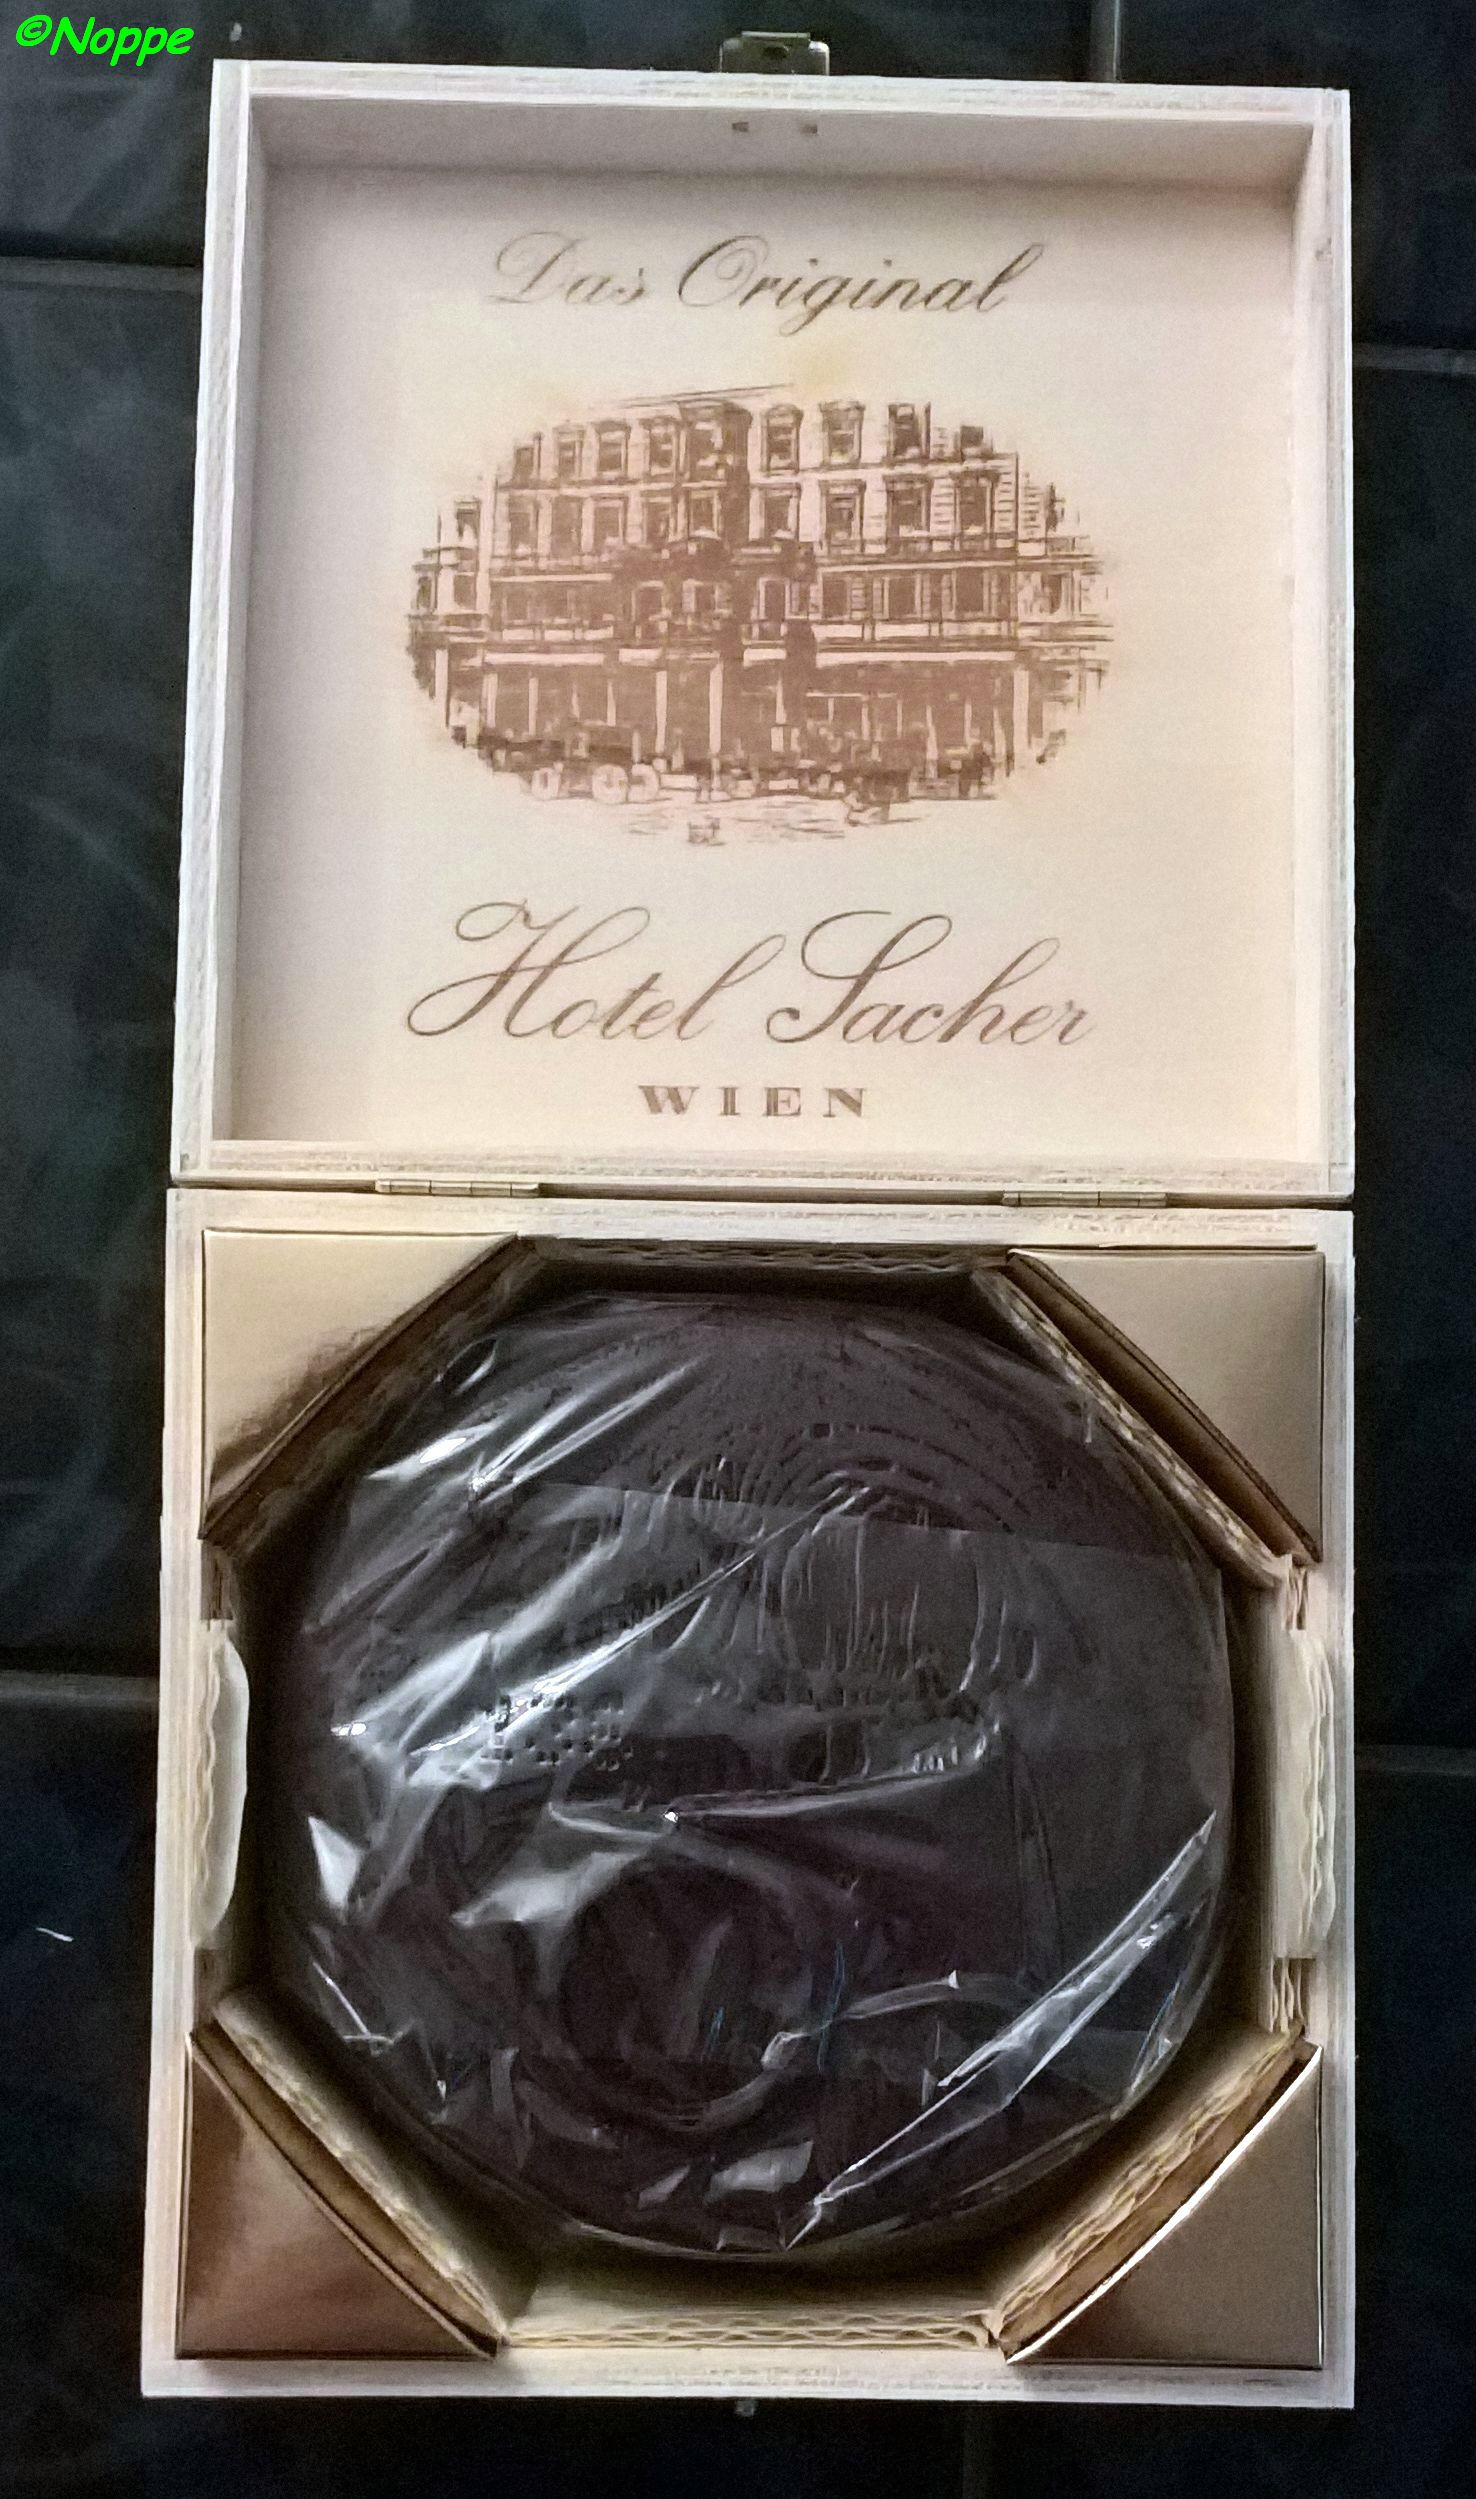 ©Noppe
Das Original
Hotel Sacher
WIEN